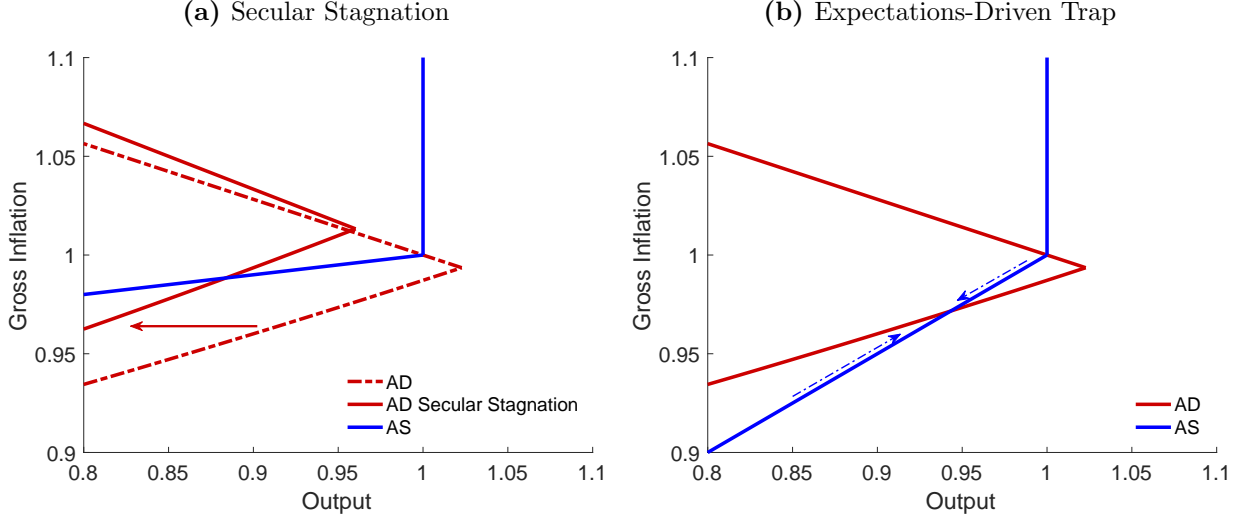 (a) Secular Stagnation
1.1
1.05
1
0.95
0.9
Gross Inflation
0.8
0.85
0.9
0.95
1
1.05
1.1
Output
AD
AD Secular Stagnation
AS
(b) Expectations-Driven Trap
1.1
1.05
1
0.95
0.9
Gross Inflation
0.8
0.85
0.9
0.95
1
1.05
1.1
Output
AD
AS